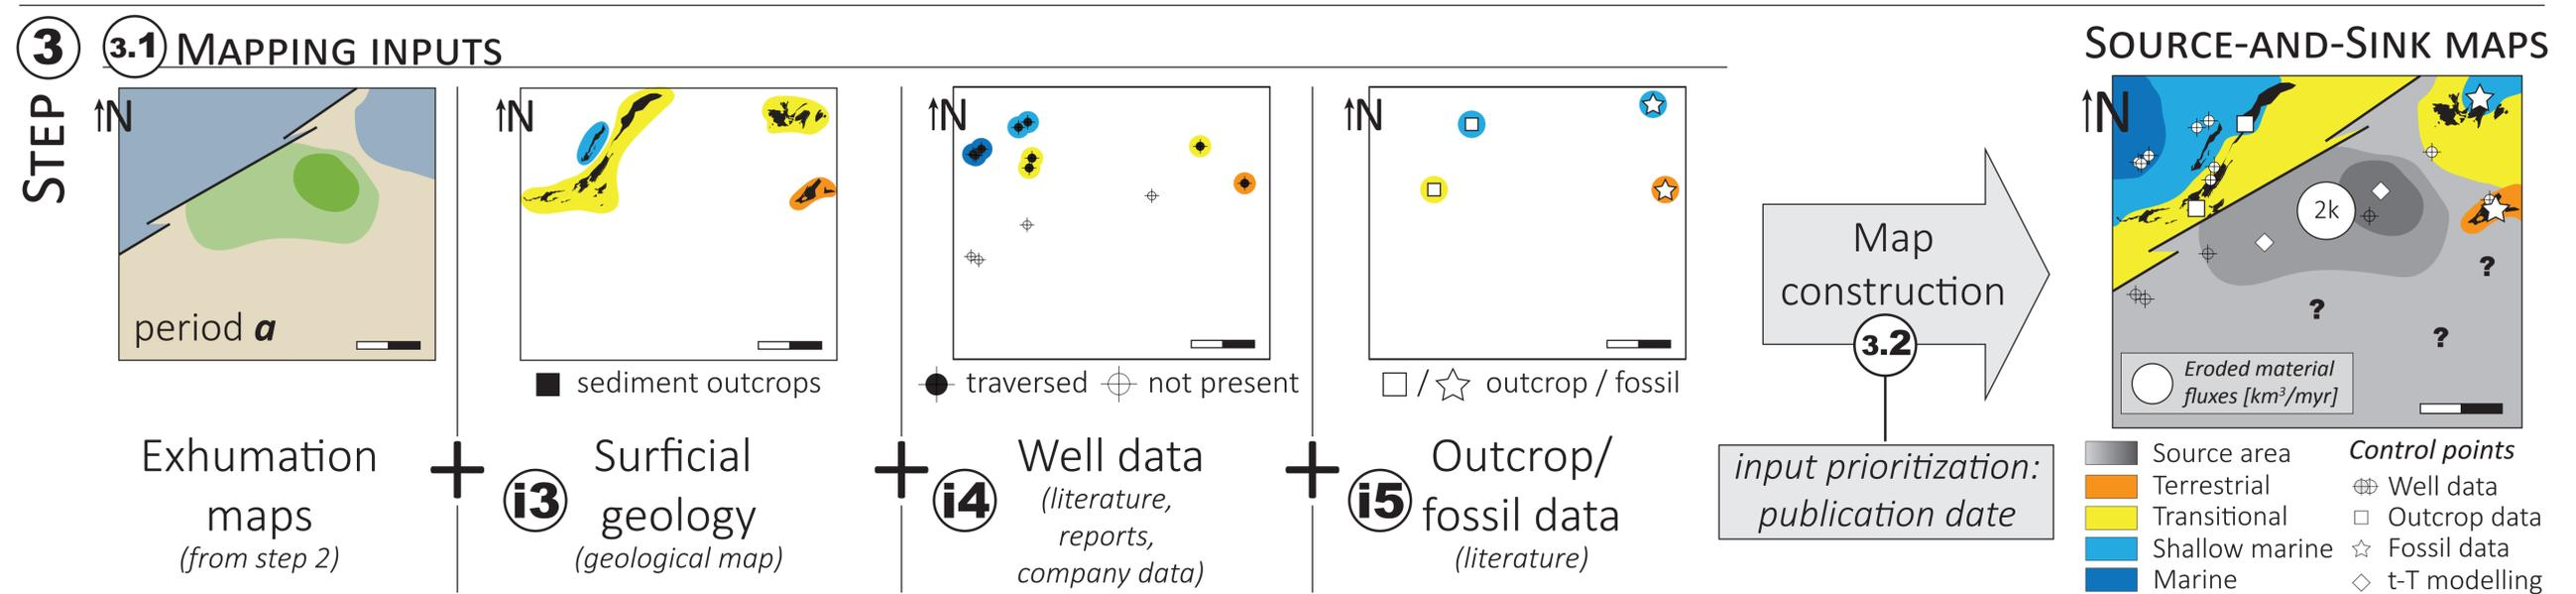 STEP 3
3.1 MAPPING INPUTS
N
period a
Exhumation
maps
(from step 2)
+
N
sediment outcrops
i3 Surficial
geology
(geological map)
+
N
traversed not present
i4 Well data
(literature,
reports,
company data)
+
N
/ outcrop / fossil
i5 Outcrop/
fossil data
(literature)
Map
construction
3.2
input prioritization:
publication date
SOURCE-AND-SINK MAPS
N
2k
?
?
?
Eroded material
fluxes [km³/myr]
Source area
Terrestrial
Transitional
Shallow marine
Marine
Control points
Well data
Outcrop data
Fossil data
t-T modelling